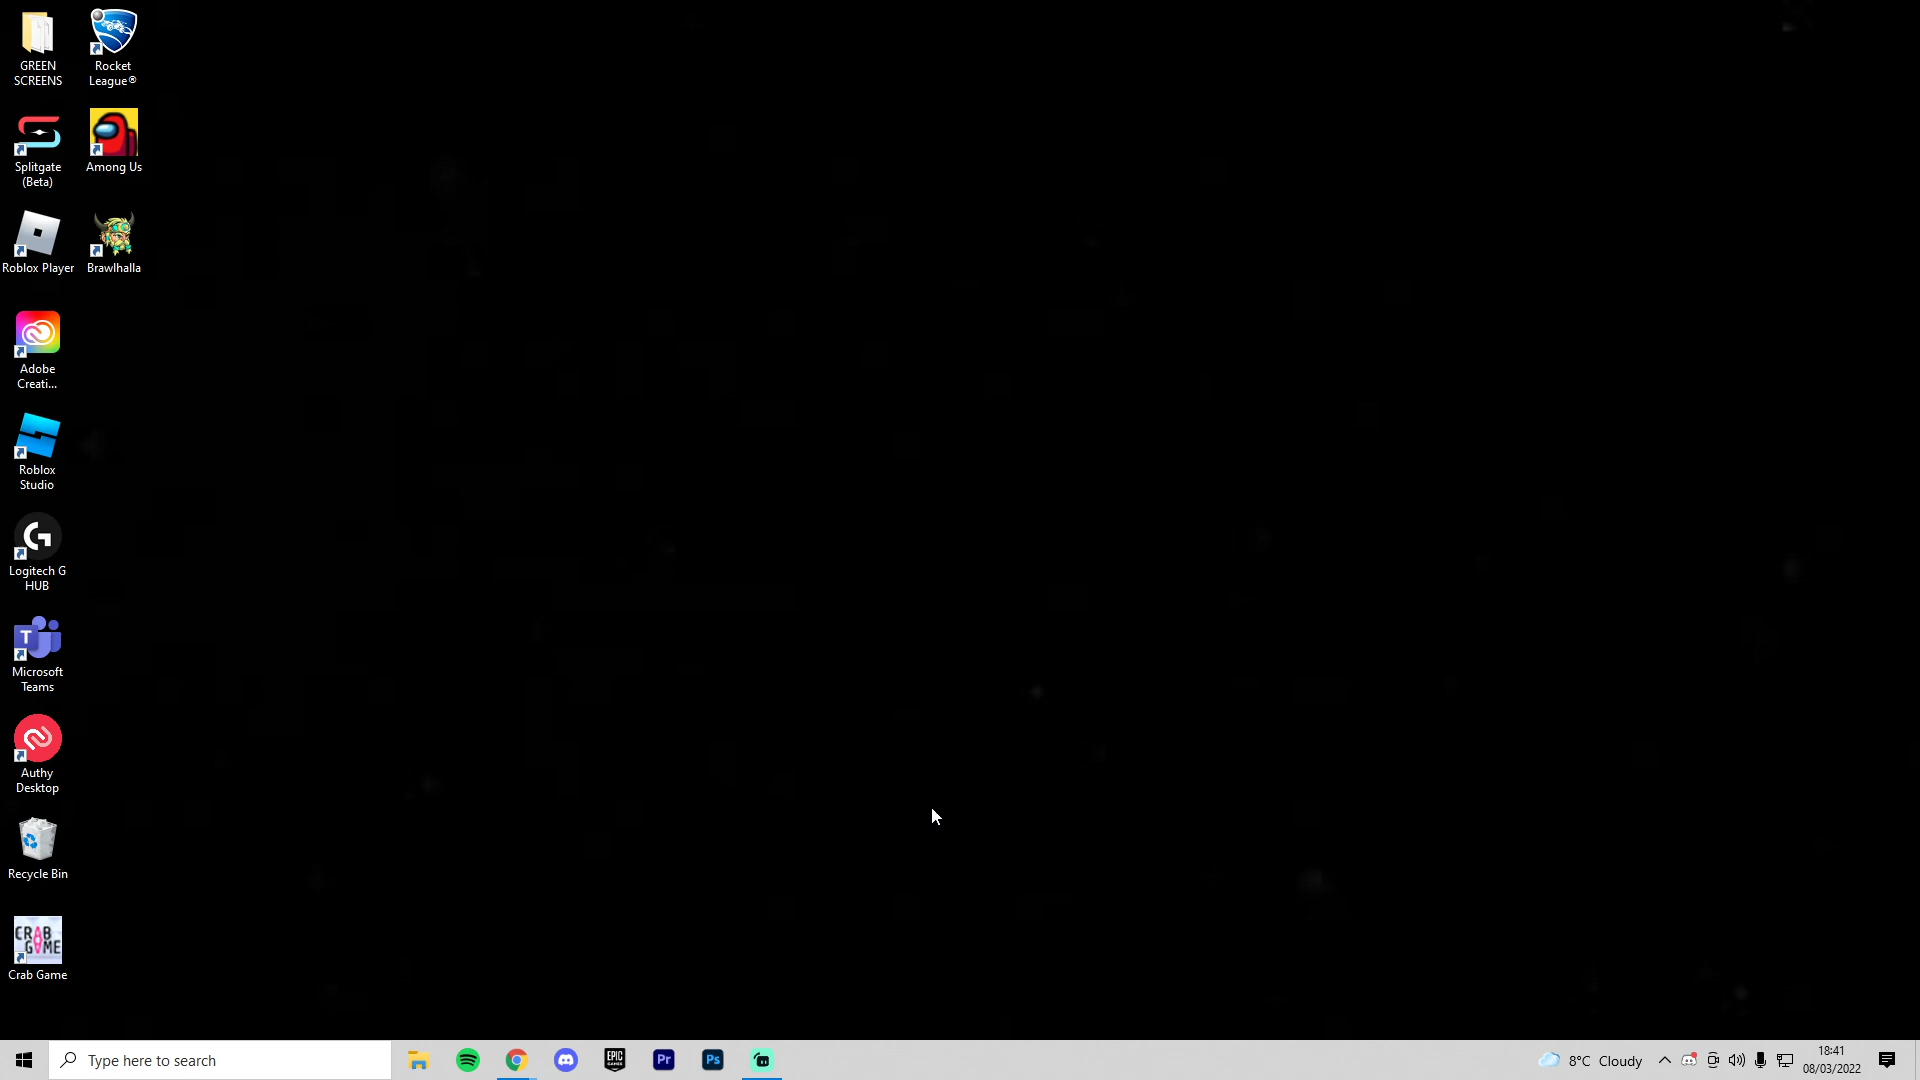 GREEN
SCREENS
Rocket
League®
Splitgate
(Beta)
Among Us
Roblox Player
Brawlhalla
Adobe
Creati...
Roblox
Studio
Logitech G
HUB
T
Microsoft
Teams
Authy
Desktop
Recycle Bin
CRAB
GAME
Crab Game
Type here to search
EPIC
GAMES
Pr
Ps
8°C Cloudy
18:41
08/03/2022